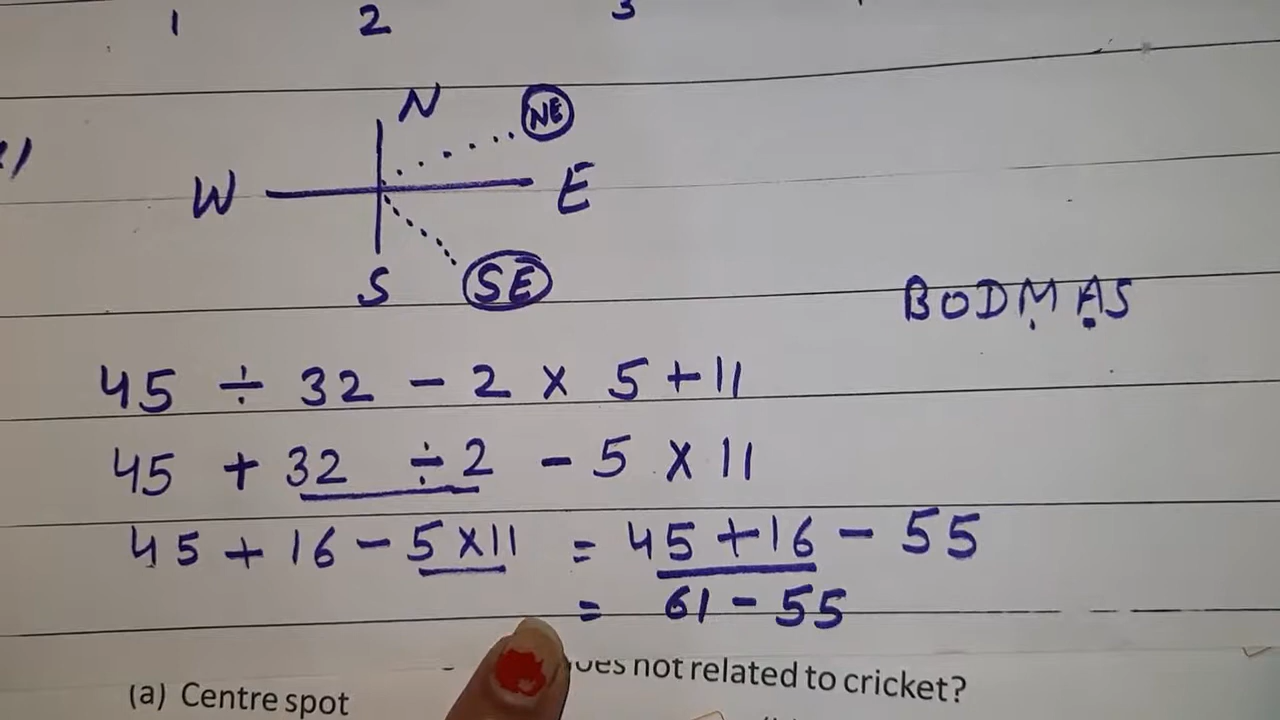 1 2 3
N
NE
W E
S SE
BODMAS
45 ÷ 32 - 2 × 5 + 11
45 + 32 ÷ 2 - 5 × 11
45 + 16 - 5 × 11 = 45 + 16 - 55
= 61 - 55
not related to cricket?
(a) Centre spot